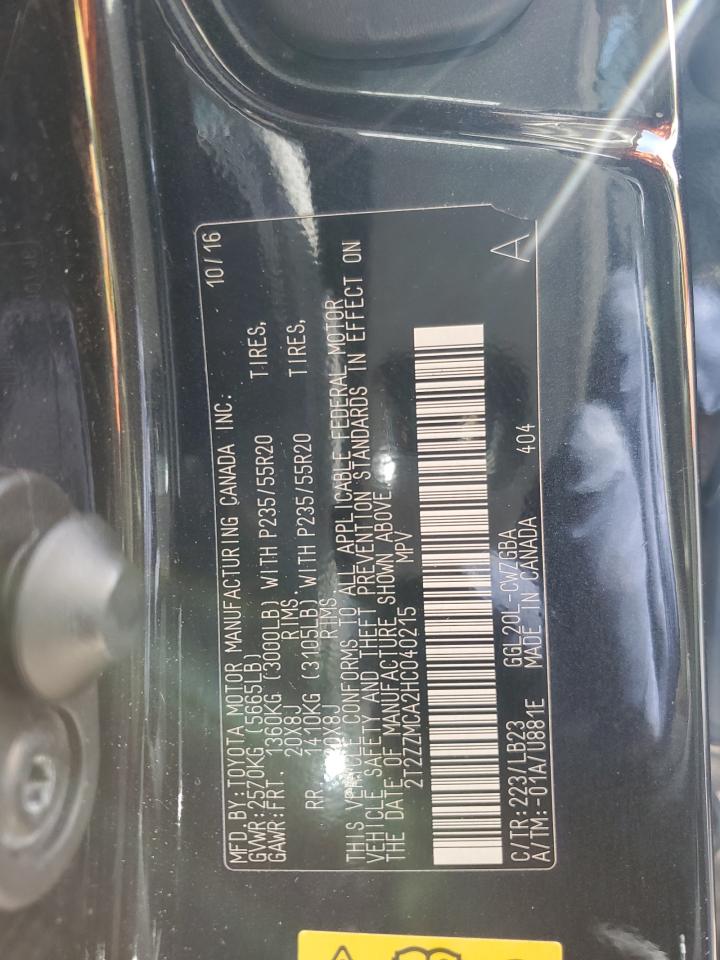 MFD. BY: TOYOTA MOTOR MANUFACTURING CANADA INC. 10/16
GVWR: 2570KG (5665LB)
GAWR: FRT. 1360KG (3000LB) WITH P235/55R20 TIRES,
20X8J RIMS.
RR. 1410KG (3105LB) WITH P235/55R20 TIRES,
20X8J RIMS.
THIS VEHICLE CONFORMS TO ALL APPLICABLE FEDERAL MOTOR
VEHICLE SAFETY AND THEFT PREVENTION STANDARDS IN EFFECT ON
THE DATE OF MANUFACTURE SHOWN ABOVE.
2T2ZZMCA2HC040215 MPV
A
C/TR: 223/LB23 GGL20L-CWZGBA
A/TM: -01A/U881E MADE IN CANADA 404